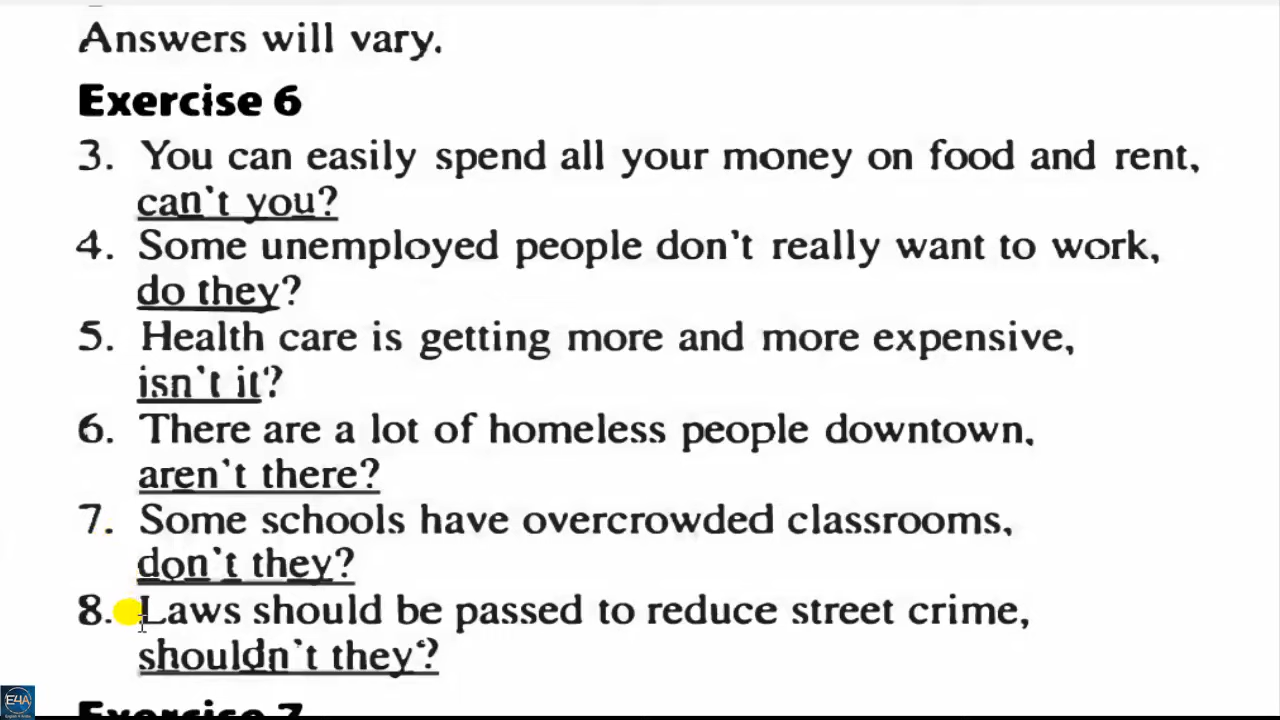 Answers will vary.
Exercise 6
3. You can easily spend all your money on food and rent,
can't you?
4. Some unemployed people don't really want to work,
do they?
5. Health care is getting more and more expensive,
isn't it?
6. There are a lot of homeless people downtown,
aren't there?
7. Some schools have overcrowded classrooms,
don't they?
8. Laws should be passed to reduce street crime,
shouldn't they?
Exercise 7
E4A